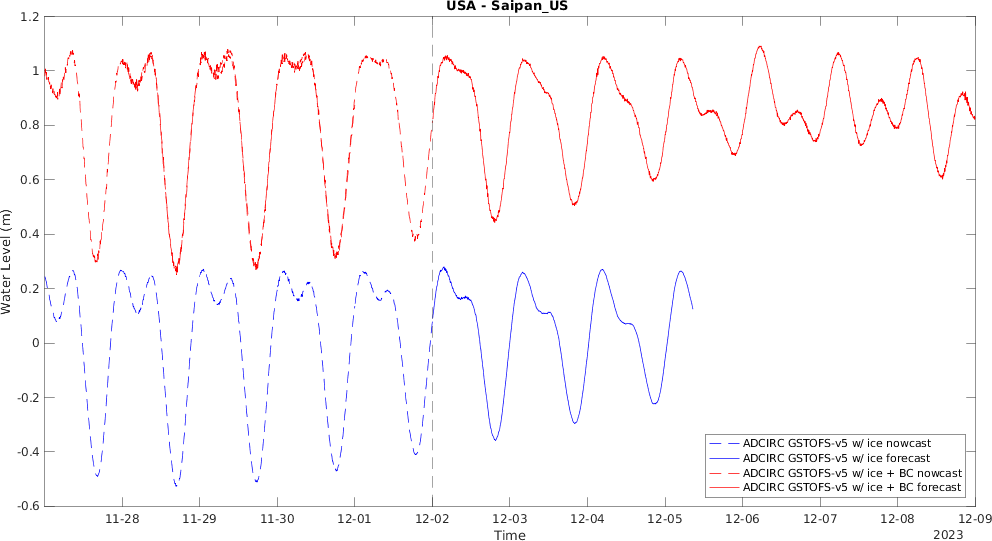 USA - Saipan_US
Water Level (m)
1.2
1
0.8
0.6
0.4
0.2
0
-0.2
-0.4
-0.6
ADCIRC GSTOFS-v5 w/ ice nowcast
ADCIRC GSTOFS-v5 w/ ice forecast
ADCIRC GSTOFS-v5 w/ ice + BC nowcast
ADCIRC GSTOFS-v5 w/ ice + BC forecast
11-28 11-29 11-30 12-01 12-02 12-03 12-04 12-05 12-06 12-07 12-08 12-09
Time
2023